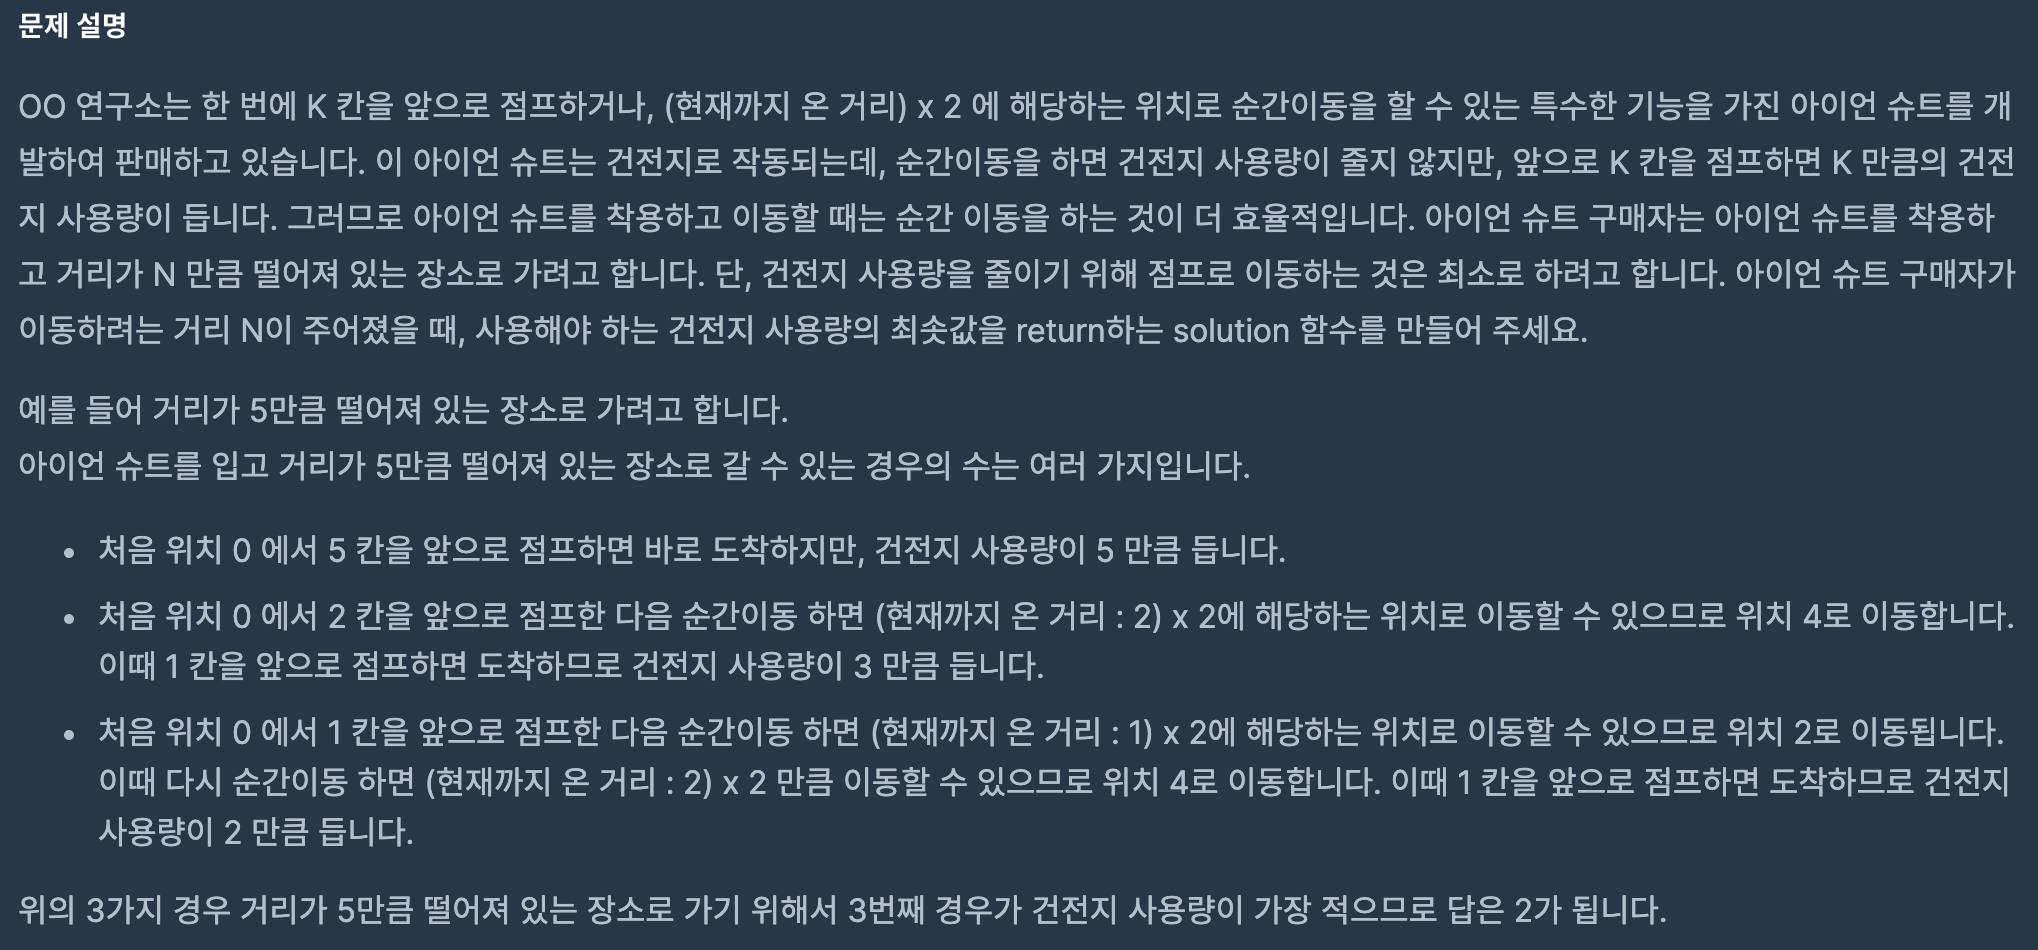 문제 설명
OO 연구소는 한 번에 K 칸을 앞으로 점프하거나, (현재까지 온 거리) x 2 에 해당하는 위치로 순간이동을 할 수 있는 특수한 기능을 가진 아이언 슈트를 개
발하여 판매하고 있습니다. 이 아이언 슈트는 건전지로 작동되는데, 순간이동을 하면 건전지 사용량이 줄지 않지만, 앞으로 K 칸을 점프하면 K 만큼의 건전
지 사용량이 듭니다. 그러므로 아이언 슈트를 착용하고 이동할 때는 순간 이동을 하는 것이 더 효율적입니다. 아이언 슈트 구매자는 아이언 슈트를 착용하
고 거리가 N 만큼 떨어져 있는 장소로 가려고 합니다. 단, 건전지 사용량을 줄이기 위해 점프로 이동하는 것은 최소로 하려고 합니다. 아이언 슈트 구매자가
이동하려는 거리 N이 주어졌을 때, 사용해야 하는 건전지 사용량의 최솟값을 return하는 solution 함수를 만들어 주세요.
예를 들어 거리가 5만큼 떨어져 있는 장소로 가려고 합니다.
아이언 슈트를 입고 거리가 5만큼 떨어져 있는 장소로 갈 수 있는 경우의 수는 여러 가지입니다.
• 처음 위치 0 에서 5 칸을 앞으로 점프하면 바로 도착하지만, 건전지 사용량이 5 만큼 듭니다.
• 처음 위치 0 에서 2 칸을 앞으로 점프한 다음 순간이동 하면 (현재까지 온 거리 : 2) x 2에 해당하는 위치로 이동할 수 있으므로 위치 4로 이동합니다.
이때 1 칸을 앞으로 점프하면 도착하므로 건전지 사용량이 3 만큼 듭니다.
• 처음 위치 0 에서 1 칸을 앞으로 점프한 다음 순간이동 하면 (현재까지 온 거리 : 1) x 2에 해당하는 위치로 이동할 수 있으므로 위치 2로 이동됩니다.
이때 다시 순간이동 하면 (현재까지 온 거리 : 2) x 2 만큼 이동할 수 있으므로 위치 4로 이동합니다. 이때 1 칸을 앞으로 점프하면 도착하므로 건전지
사용량이 2 만큼 듭니다.
위의 3가지 경우 거리가 5만큼 떨어져 있는 장소로 가기 위해서 3번째 경우가 건전지 사용량이 가장 적으므로 답은 2가 됩니다.